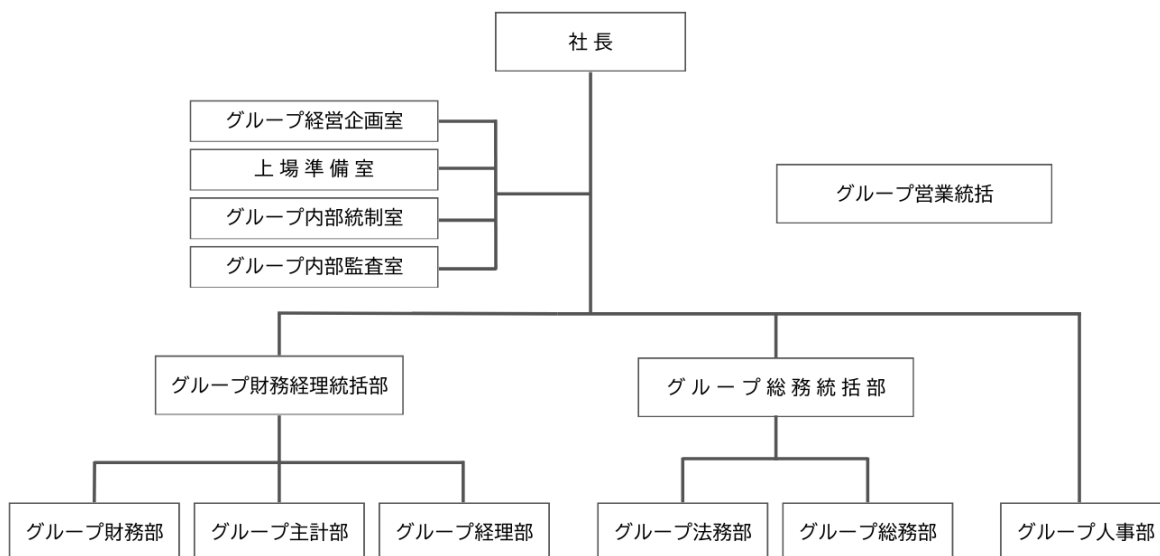 社長
グループ経営企画室
上場準備室
グループ内部統制室
グループ内部監査室
グループ営業統括
グループ財務経理統括部
グループ総務統括部
グループ財務部
グループ主計部
グループ経理部
グループ法務部
グループ総務部
グループ人事部